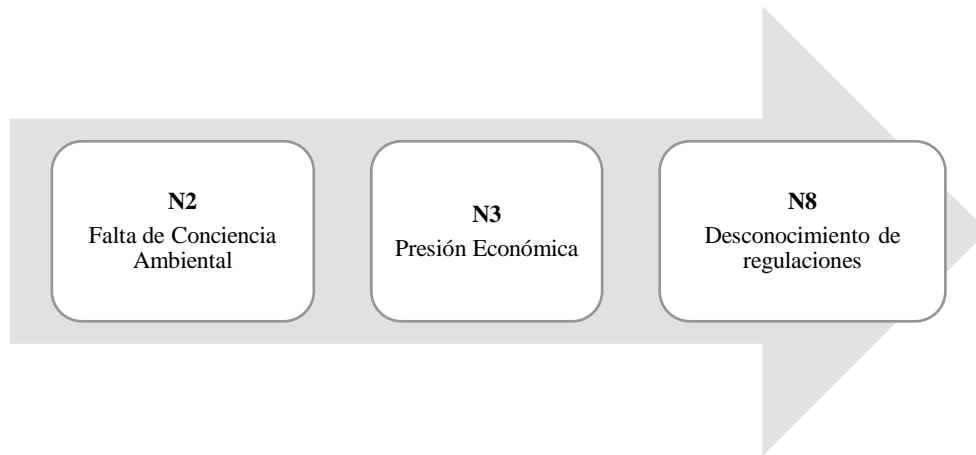 N2
Falta de Conciencia
Ambiental
N3
Presión Económica
N8
Desconocimiento de
regulaciones